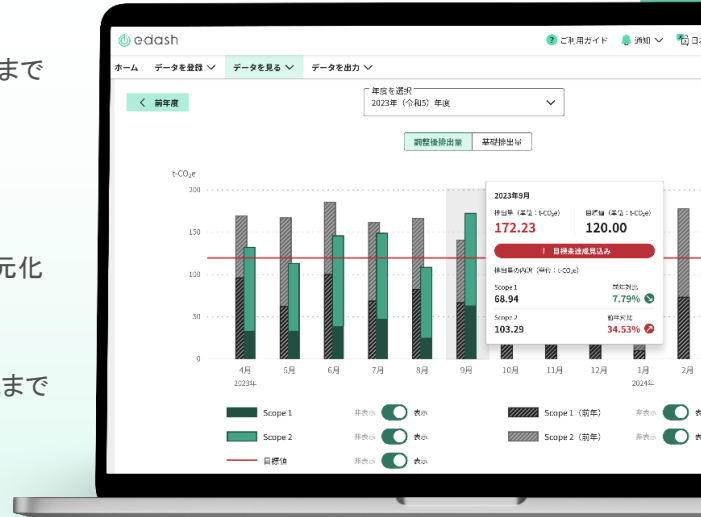 まで
元化
まで
edash
? ご利用ガイド 通知 日
ホーム データを登録 データを見る データを出力
前年度
年度を選択
2023年（令和5）年度
調整後排出量 基礎排出量
t-CO₂e
200
150
100
50
0
4月 5月 6月 7月 8月 9月 10月 11月 12月 1月 2月
2023年 2024年
2023年9月
排出量（単位：t-CO₂e） 目標値（単位：t-CO₂e）
172.23 120.00
! 目標未達成見込み
排出量の内訳（単位：t-CO₂e）
Scope 1 前年対比
68.94 7.79%
Scope 2 前年対比
103.29 34.53%
Scope 1 非表示 表示 Scope 1（前年） 非表示
Scope 2 非表示 表示 Scope 2（前年） 非表示
目標値 非表示 表示